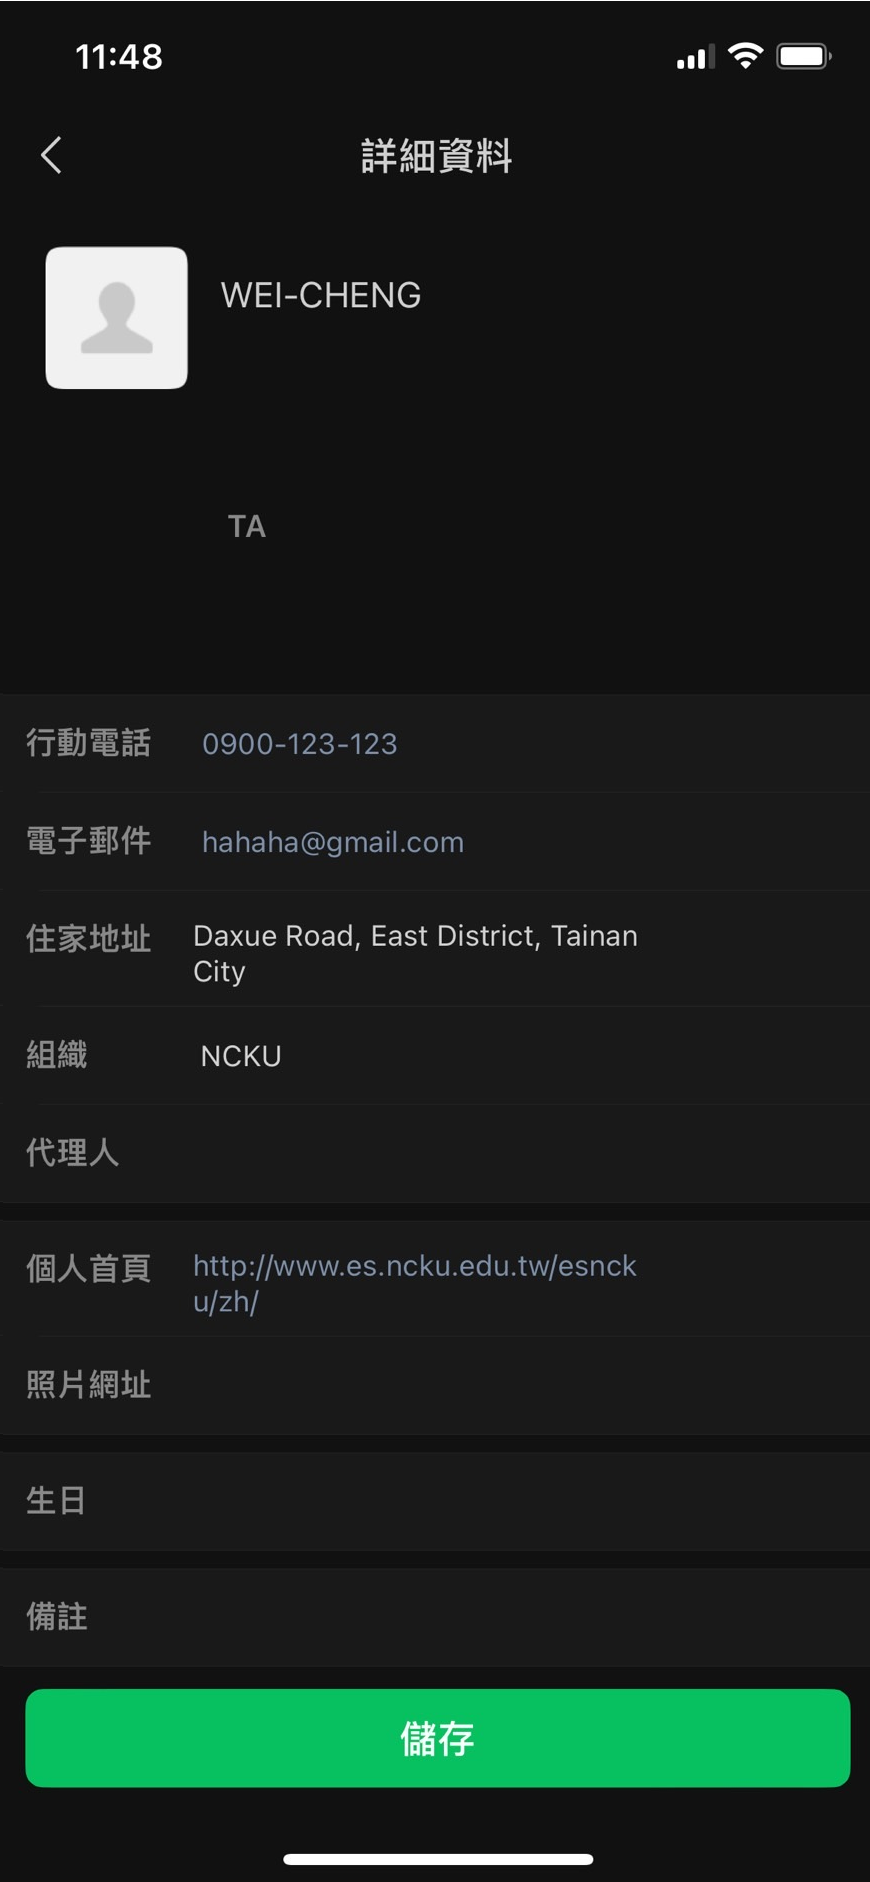 11:48
詳細資料
WEI-CHENG
TA
行動電話 0900-123-123
電子郵件 hahaha@gmail.com
住家地址 Daxue Road, East District, Tainan
City
組織 NCKU
代理人
個人首頁 http://www.es.ncku.edu.tw/esnck
u/zh/
照片網址
生日
備註
儲存